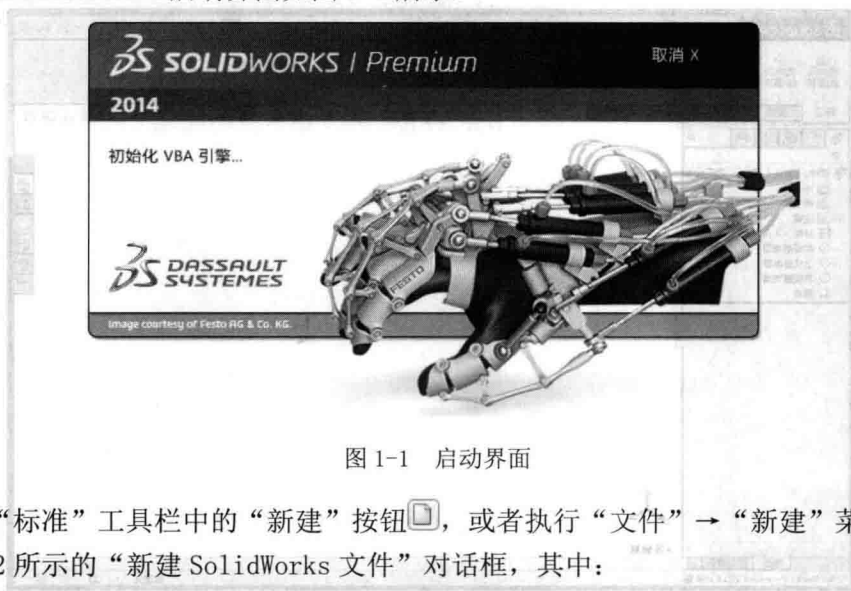 3DS SOLIDWORKS | Premium
取消 X
2014
初始化 VBA 引擎...
FESTO
3DS DASSAULT SYSTEMES
Image courtesy of Festo AG & Co. KG.
图 1-1 启动界面
“标准”工具栏中的“新建”按钮，或者执行“文件”→“新建”菜
2 所示的“新建 SolidWorks 文件”对话框，其中：